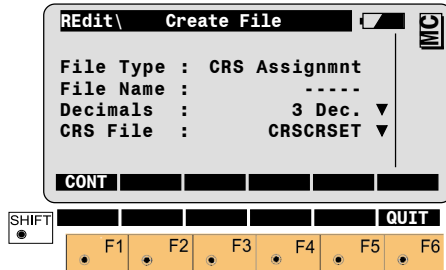 REdit\ Create File MC
File Type : CRS Assignmnt
File Name : -----
Decimals : 3 Dec. ▼
CRS File : CRSCRSET ▼
CONT
SHIFT QUIT
F1 F2 F3 F4 F5 F6